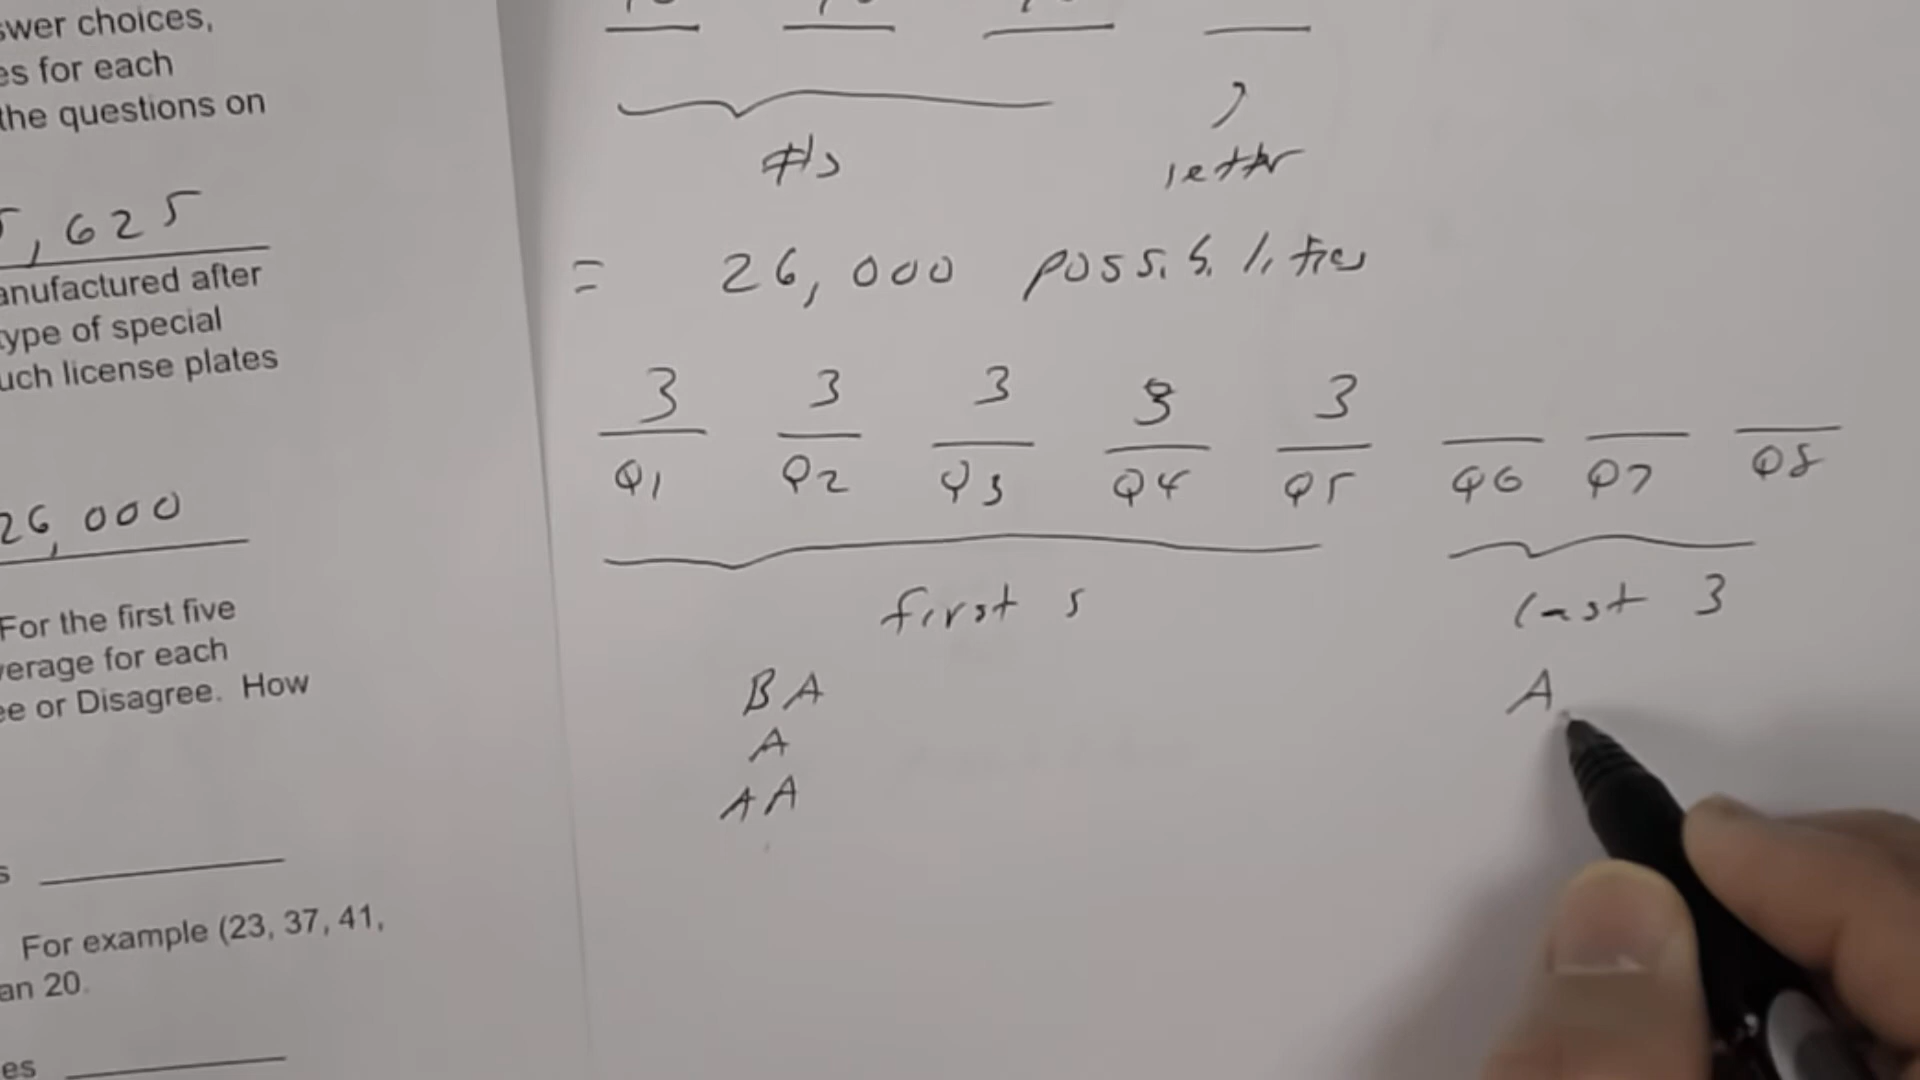 swer choices,
es for each
the questions on
5,625
anufactured after
type of special
uch license plates
26,000
For the first five
verage for each
ee or Disagree. How
s
For example (23, 37, 41,
an 20.
es
#'s letter
= 26,000 possibilities
3 3 3 3 3
Q1 Q2 Q3 Q4 Q5 Q6 Q7 Q8
first 5 last 3
BA A
A
AA